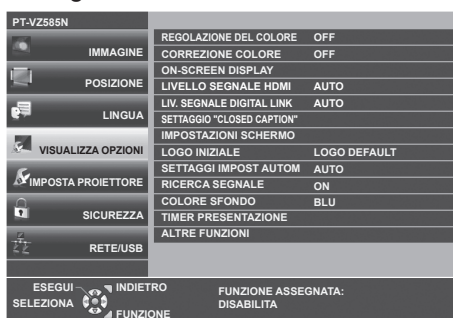 PT-VZ585N
IMMAGINE
POSIZIONE
LINGUA
VISUALIZZA OPZIONI
IMPOSTA PROIETTORE
SICUREZZA
RETE/USB
REGOLAZIONE DEL COLORE OFF
CORREZIONE COLORE OFF
ON-SCREEN DISPLAY
LIVELLO SEGNALE HDMI AUTO
LIV. SEGNALE DIGITAL LINK AUTO
SETTAGGIO "CLOSED CAPTION"
IMPOSTAZIONI SCHERMO
LOGO INIZIALE LOGO DEFAULT
SETTAGGI IMPOST AUTOM AUTO
RICERCA SEGNALE ON
COLORE SFONDO BLU
TIMER PRESENTAZIONE
ALTRE FUNZIONI
ESEGUI INDIETRO
SELEZIONA FUNZIONE
FUNZIONE ASSEGNATA:
DISABILITA